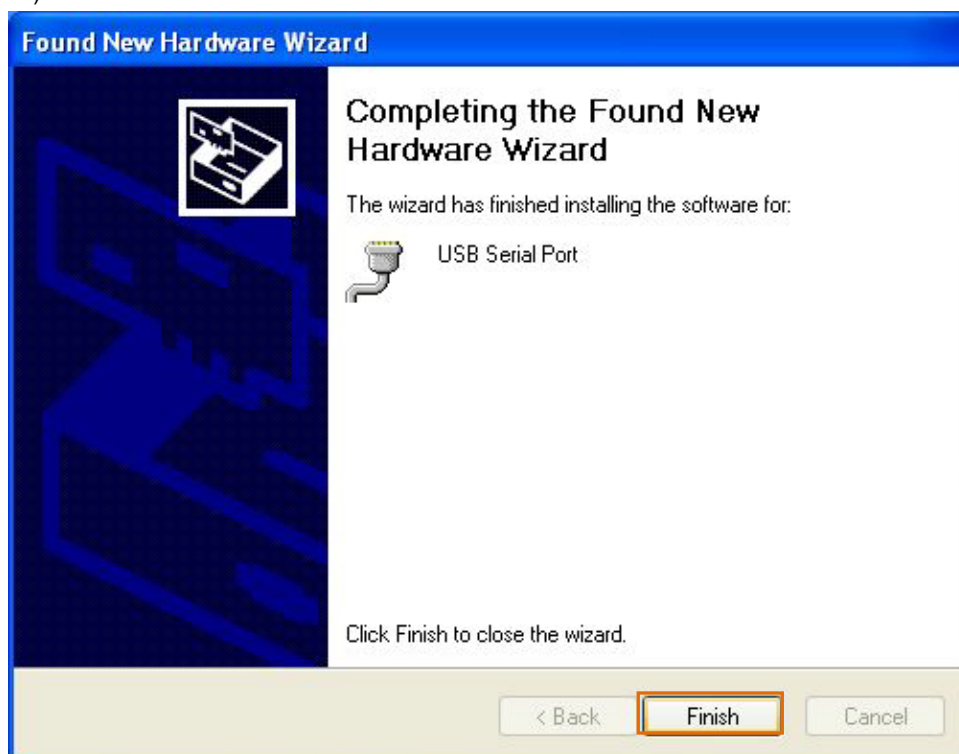 Found New Hardware Wizard
Completing the Found New
Hardware Wizard
The wizard has finished installing the software for:
USB Serial Port
Click Finish to close the wizard.
< Back
Finish
Cancel